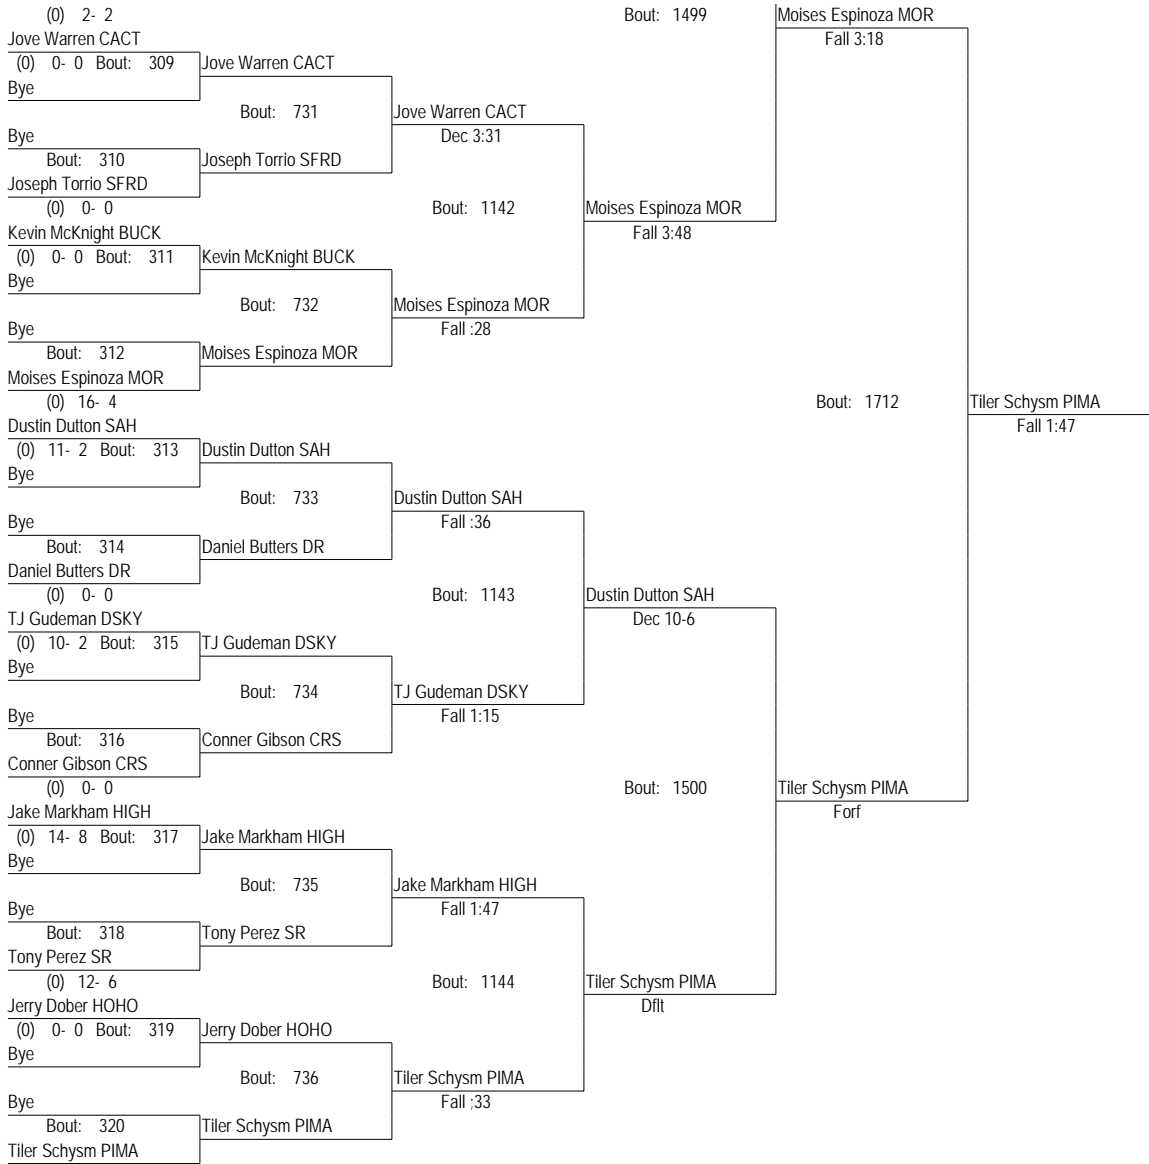 (0) 2- 2 Bout: 1499 Moises Espinoza MOR
Jove Warren CACT Fall 3:18
(0) 0- 0 Bout: 309 Jove Warren CACT
Bye
Bout: 731 Jove Warren CACT
Bye Dec 3:31
Bout: 310 Joseph Torrio SFRD
Joseph Torrio SFRD
(0) 0- 0 Bout: 1142 Moises Espinoza MOR
Kevin McKnight BUCK Fall 3:48
(0) 0- 0 Bout: 311 Kevin McKnight BUCK
Bye
Bout: 732 Moises Espinoza MOR
Bye Fall :28
Bout: 312 Moises Espinoza MOR
Moises Espinoza MOR
(0) 16- 4 Bout: 1712 Tiler Schysm PIMA
Dustin Dutton SAH Fall 1:47
(0) 11- 2 Bout: 313 Dustin Dutton SAH
Bye
Bout: 733 Dustin Dutton SAH
Bye Fall :36
Bout: 314 Daniel Butters DR
Daniel Butters DR
(0) 0- 0 Bout: 1143 Dustin Dutton SAH
TJ Gudeman DSKY Dec 10-6
(0) 10- 2 Bout: 315 TJ Gudeman DSKY
Bye
Bout: 734 TJ Gudeman DSKY
Bye Fall 1:15
Bout: 316 Conner Gibson CRS
Conner Gibson CRS
(0) 0- 0 Bout: 1500 Tiler Schysm PIMA
Jake Markham HIGH Forf
(0) 14- 8 Bout: 317 Jake Markham HIGH
Bye
Bout: 735 Jake Markham HIGH
Bye Fall 1:47
Bout: 318 Tony Perez SR
Tony Perez SR
(0) 12- 6 Bout: 1144 Tiler Schysm PIMA
Jerry Dober HOHO Dflt
(0) 0- 0 Bout: 319 Jerry Dober HOHO
Bye
Bout: 736 Tiler Schysm PIMA
Bye Fall ;33
Bout: 320 Tiler Schysm PIMA
Tiler Schysm PIMA